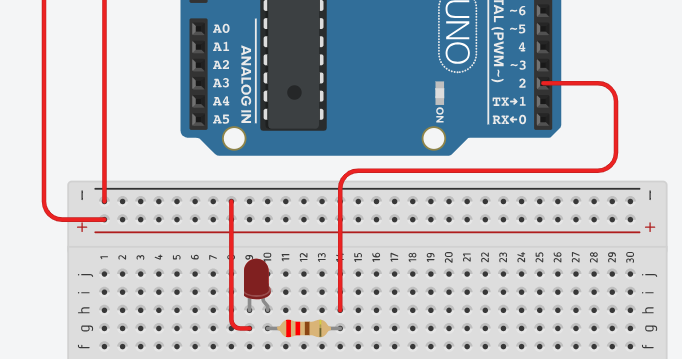 ~6
A0 ~5
A1 4
A2 ~3
A3 2
A4 TX→1
A5 RX←0
ANALOG IN
UNO
TAL (PWM~)
ON
− −
+ +
1 2 3 4 5 6 7 8 9 10 11 12 13 14 15 16 17 18 19 20 21 22 23 24 25 26 27 28 29 30
j j
i i
h h
g g
f f